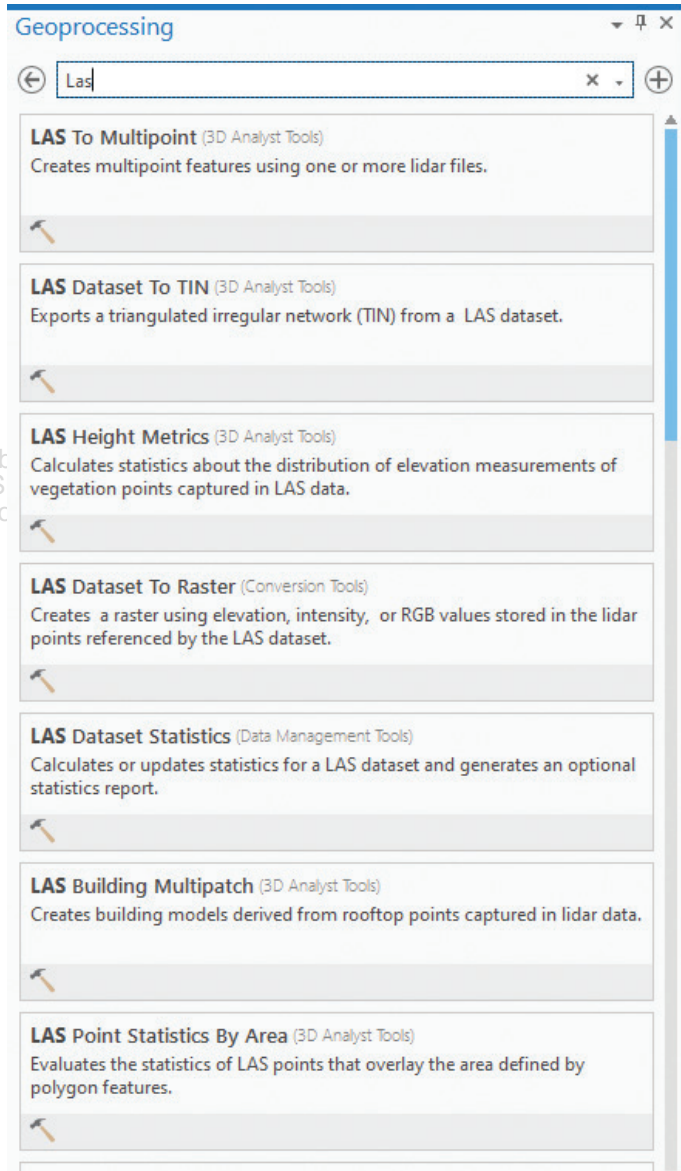 Geoprocessing
Las
LAS To Multipoint (3D Analyst Tools)
Creates multipoint features using one or more lidar files.
LAS Dataset To TIN (3D Analyst Tools)
Exports a triangulated irregular network (TIN) from a LAS dataset.
LAS Height Metrics (3D Analyst Tools)
Calculates statistics about the distribution of elevation measurements of
vegetation points captured in LAS data.
LAS Dataset To Raster (Conversion Tools)
Creates a raster using elevation, intensity, or RGB values stored in the lidar
points referenced by the LAS dataset.
LAS Dataset Statistics (Data Management Tools)
Calculates or updates statistics for a LAS dataset and generates an optional
statistics report.
LAS Building Multipatch (3D Analyst Tools)
Creates building models derived from rooftop points captured in lidar data.
LAS Point Statistics By Area (3D Analyst Tools)
Evaluates the statistics of LAS points that overlay the area defined by
polygon features.